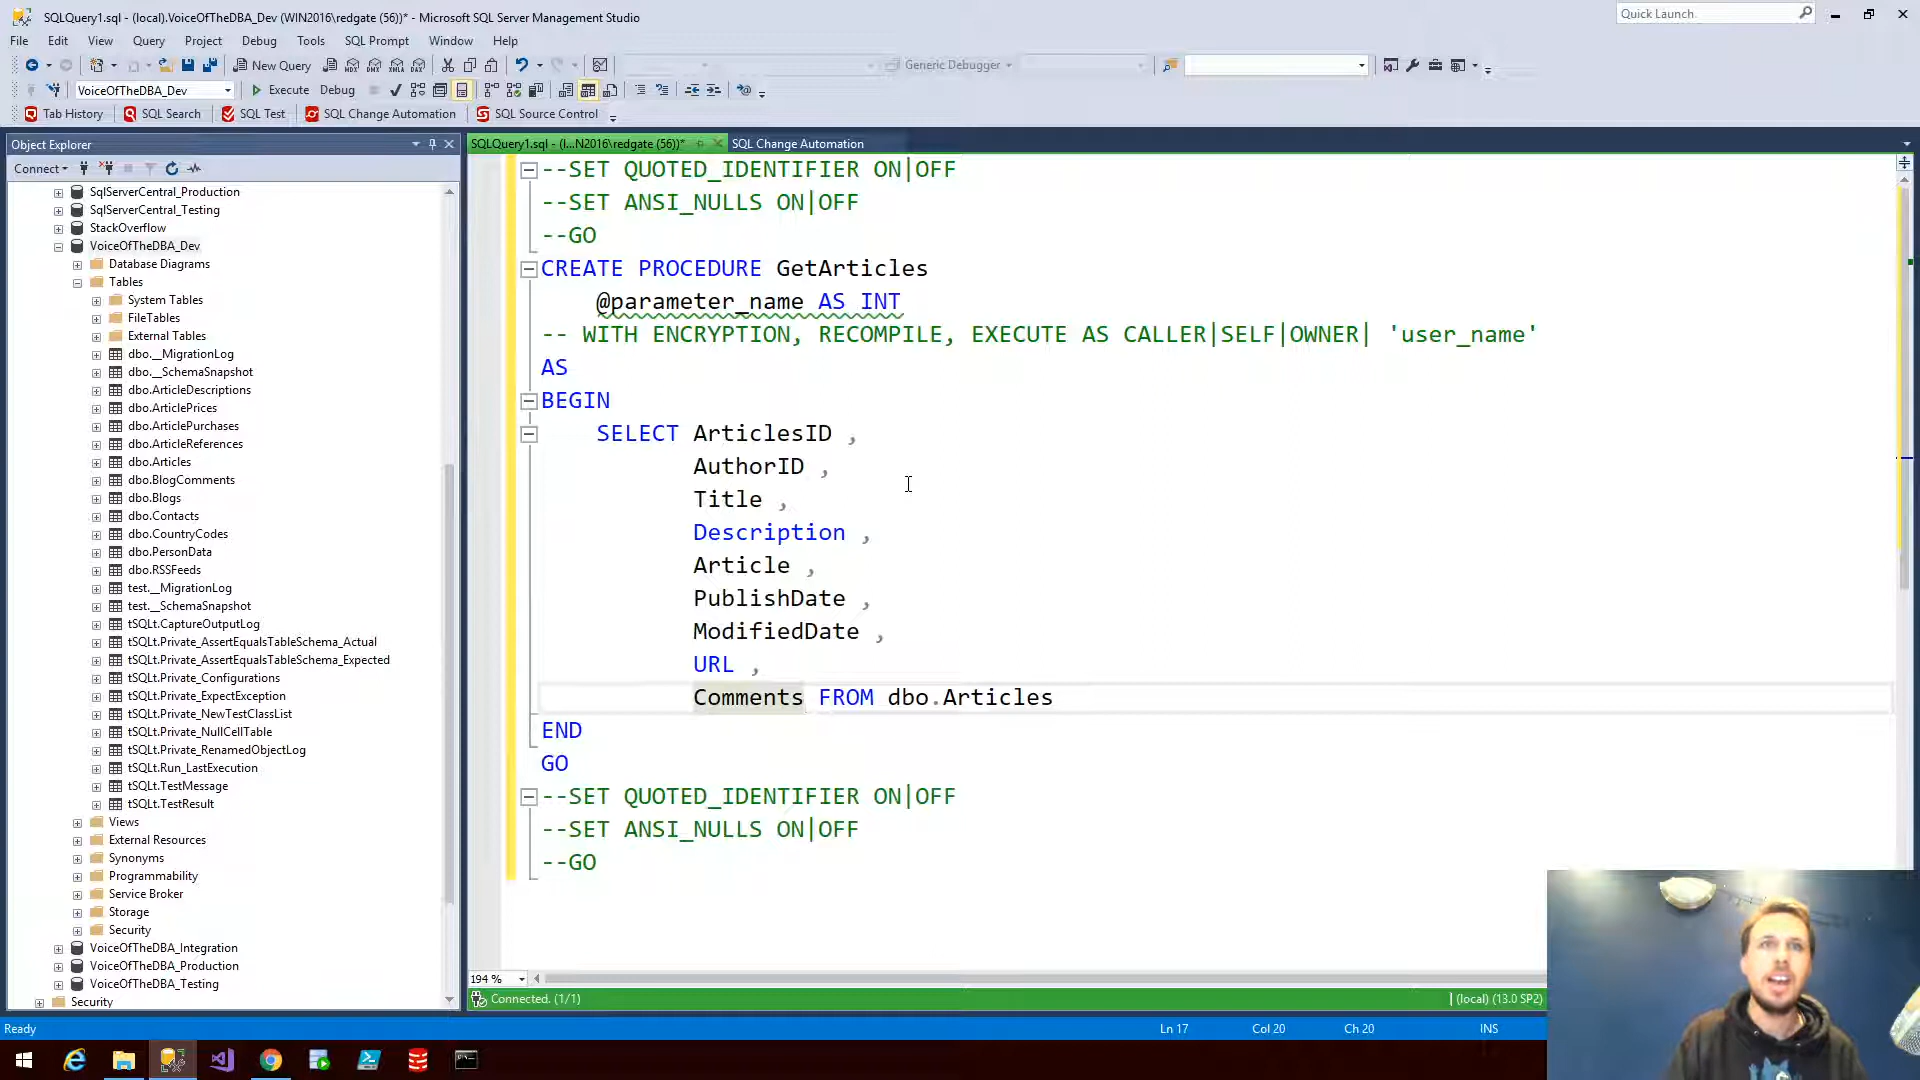 SQLQuery1.sql - (local).VoiceOfTheDBA_Dev (WIN2016\redgate (56))* - Microsoft SQL Server Management Studio
Quick Launch
File Edit View Query Project Debug Tools SQL Prompt Window Help
New Query
Generic Debugger
VoiceOfTheDBA_Dev
Execute Debug
Tab History SQL Search SQL Test SQL Change Automation SQL Source Control
Object Explorer
Connect
SqlServerCentral_Production
SqlServerCentral_Testing
StackOverflow
VoiceOfTheDBA_Dev
Database Diagrams
Tables
System Tables
FileTables
External Tables
dbo.__MigrationLog
dbo.__SchemaSnapshot
dbo.ArticleDescriptions
dbo.ArticlePrices
dbo.ArticlePurchases
dbo.ArticleReferences
dbo.Articles
dbo.BlogComments
dbo.Blogs
dbo.Contacts
dbo.CountryCodes
dbo.PersonData
dbo.RSSFeeds
test.__MigrationLog
test.__SchemaSnapshot
tSQLt.CaptureOutputLog
tSQLt.Private_AssertEqualsTableSchema_Actual
tSQLt.Private_AssertEqualsTableSchema_Expected
tSQLt.Private_Configurations
tSQLt.Private_ExpectException
tSQLt.Private_NewTestClassList
tSQLt.Private_NullCellTable
tSQLt.Private_RenamedObjectLog
tSQLt.Run_LastExecution
tSQLt.TestMessage
tSQLt.TestResult
Views
External Resources
Synonyms
Programmability
Service Broker
Storage
Security
VoiceOfTheDBA_Integration
VoiceOfTheDBA_Production
VoiceOfTheDBA_Testing
Security
SQLQuery1.sql - (l...N2016\redgate (56))* SQL Change Automation
--SET QUOTED_IDENTIFIER ON|OFF
--SET ANSI_NULLS ON|OFF
--GO
CREATE PROCEDURE GetArticles
@parameter_name AS INT
-- WITH ENCRYPTION, RECOMPILE, EXECUTE AS CALLER|SELF|OWNER| 'user_name'
AS
BEGIN
SELECT ArticlesID ,
AuthorID ,
Title ,
Description ,
Article ,
PublishDate ,
ModifiedDate ,
URL ,
Comments FROM dbo.Articles
END
GO
--SET QUOTED_IDENTIFIER ON|OFF
--SET ANSI_NULLS ON|OFF
--GO
194 %
Connected. (1/1)
(local) (13.0 SP2)
Ready
Ln 17 Col 20 Ch 20 INS